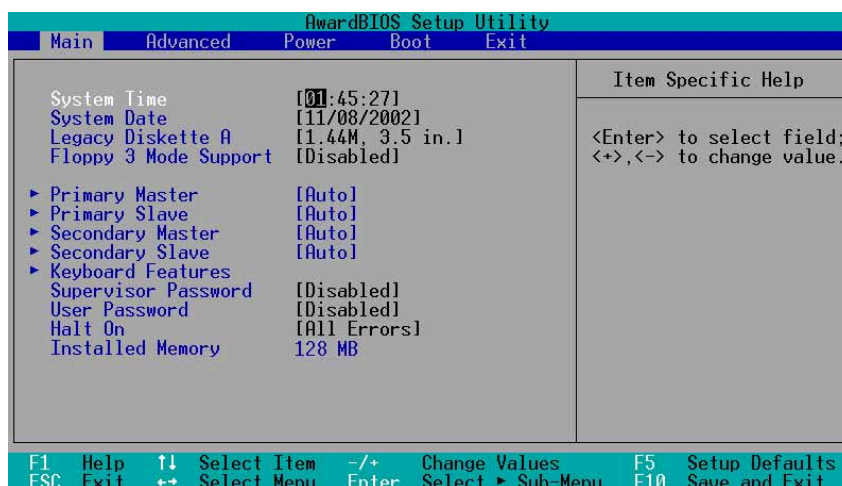 AwardBIOS Setup Utility
Main Advanced Power Boot Exit
Item Specific Help
System Time [01:45:27]
System Date [11/08/2002]
Legacy Diskette A [1.44M, 3.5 in.]
Floppy 3 Mode Support [Disabled]
<Enter> to select field;
<+>,<-> to change value.
▶ Primary Master [Auto]
▶ Primary Slave [Auto]
▶ Secondary Master [Auto]
▶ Secondary Slave [Auto]
▶ Keyboard Features
Supervisor Password [Disabled]
User Password [Disabled]
Halt On [All Errors]
Installed Memory 128 MB
F1 Help ↑↓ Select Item -/+ Change Values F5 Setup Defaults
ESC Exit ←→ Select Menu Enter Select ▶ Sub-Menu F10 Save and Exit